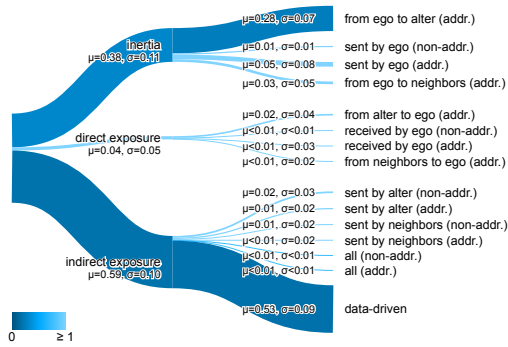 μ=0.28, σ=0.07 from ego to alter (addr.)
inertia
μ=0.38, σ=0.11
μ=0.01, σ=0.01 sent by ego (non-addr.)
μ=0.05, σ=0.08 sent by ego (addr.)
μ=0.03, σ=0.05 from ego to neighbors (addr.)
μ=0.02, σ=0.04 from alter to ego (addr.)
μ<0.01, σ<0.01 received by ego (non-addr.)
direct exposure
μ=0.04, σ=0.05
μ<0.01, σ=0.03 received by ego (addr.)
μ<0.01, σ=0.02 from neighbors to ego (addr.)
μ=0.02, σ=0.03 sent by alter (non-addr.)
μ=0.01, σ=0.02 sent by alter (addr.)
μ=0.01, σ=0.02 sent by neighbors (non-addr.)
μ<0.01, σ=0.02 sent by neighbors (addr.)
μ<0.01, σ<0.01 all (non-addr.)
indirect exposure
μ=0.59, σ=0.10
μ<0.01, σ<0.01 all (addr.)
μ=0.53, σ=0.09 data-driven
0 ≥ 1